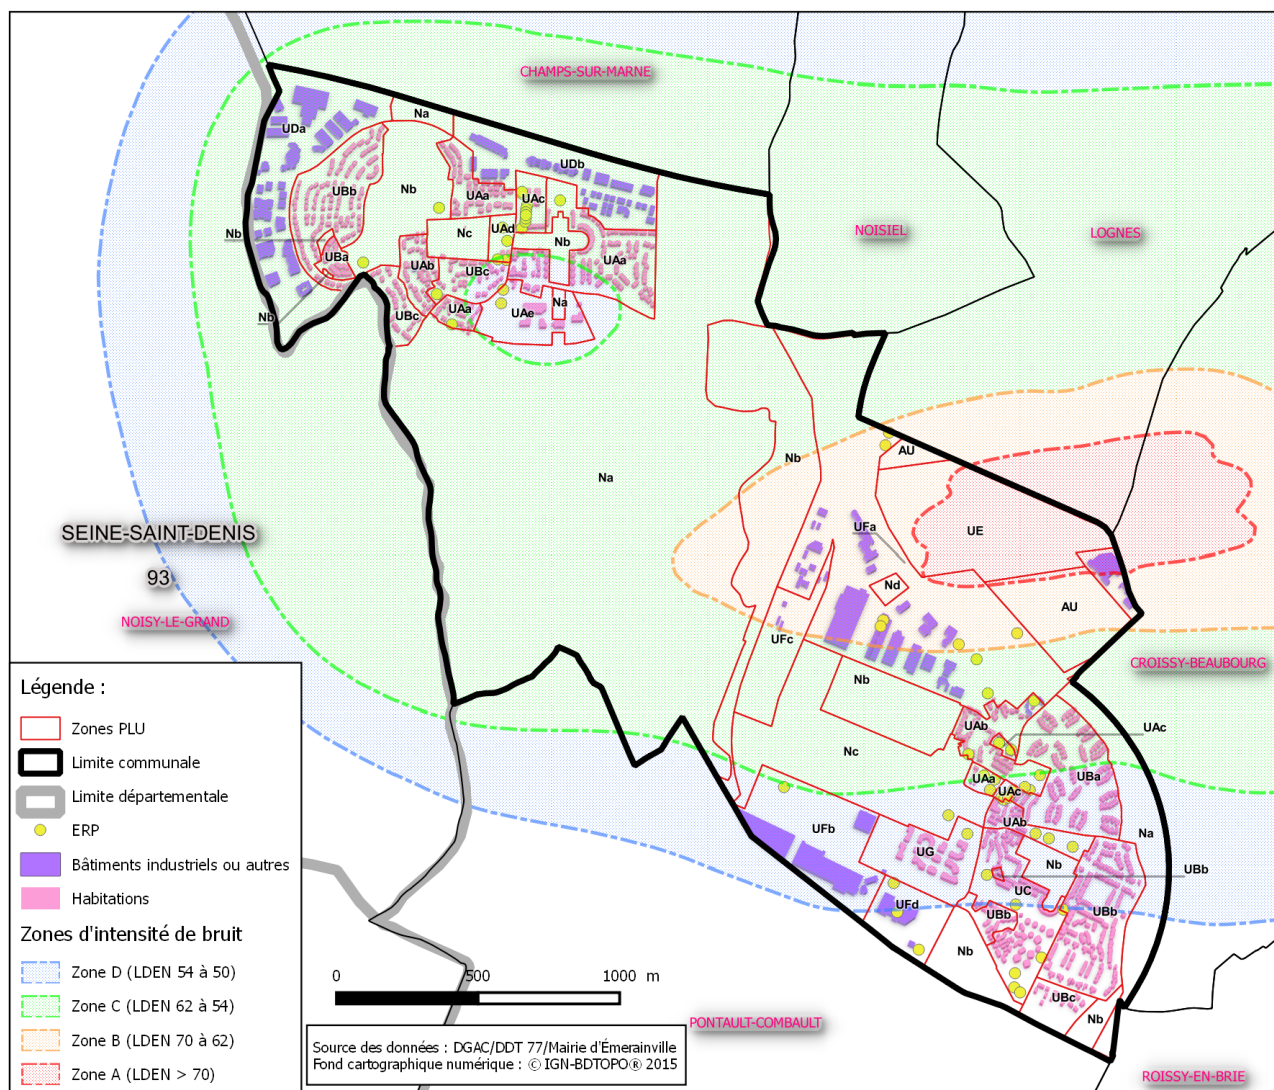 CHAMPS-SUR-MARNE
Na
UDa
UDb
UBb
Nb
UAa
UAc
NOISIEL
LOGNES
Nb
Nc
UAd
Nb
UBa
UAb
UBc
UAa
Nb
UBc
UAa
UAe
Na
Nb
AU
Na
SEINE-SAINT-DENIS
93
NOISY-LE-GRAND
UFa
UE
Nd
AU
UFc
CROISSY-BEAUBOURG
Nb
UAb
UAc
Nc
UAa
UBa
UAc
UFb
UAb
Na
UG
Nb
UBb
UC
UFd
UBb
UBb
Nb
UBc
Nb
PONTAULT-COMBAULT
ROISSY-EN-BRIE
Légende :
Zones PLU
Limite communale
Limite départementale
ERP
Bâtiments industriels ou autres
Habitations
Zones d'intensité de bruit
Zone D (LDEN 54 à 50)
Zone C (LDEN 62 à 54)
Zone B (LDEN 70 à 62)
Zone A (LDEN > 70)
0 500 1000 m
Source des données : DGAC/DDT 77/Mairie d'Émerainville
Fond cartographique numérique : © IGN-BDTOPO® 2015